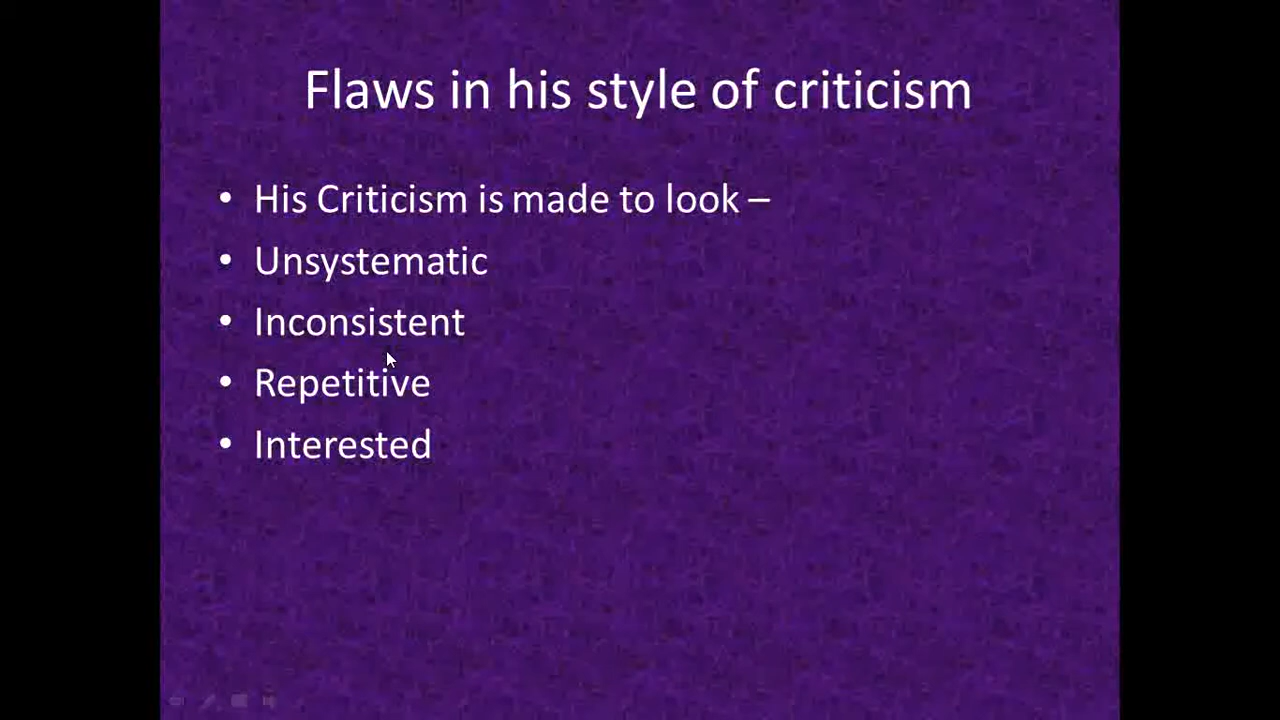 Flaws in his style of criticism
• His Criticism is made to look –
• Unsystematic
• Inconsistent
• Repetitive
• Interested